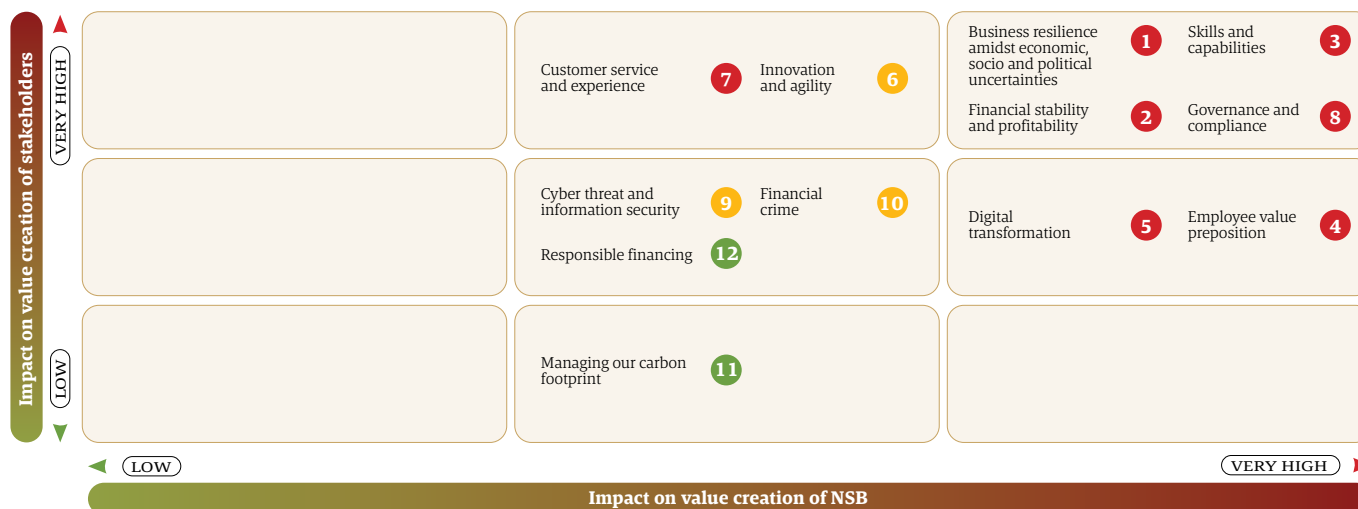 Impact on value creation of stakeholders
VERY HIGH
LOW
Customer service
and experience
7
Innovation
and agility
6
Business resilience
amidst economic,
socio and political
uncertainties
1
Skills and
capabilities
3
Financial stability
and profitability
2
Governance and
compliance
8
Cyber threat and
information security
9
Financial
crime
10
Responsible financing
12
Digital
transformation
5
Employee value
preposition
4
Managing our carbon
footprint
11
LOW
VERY HIGH
Impact on value creation of NSB